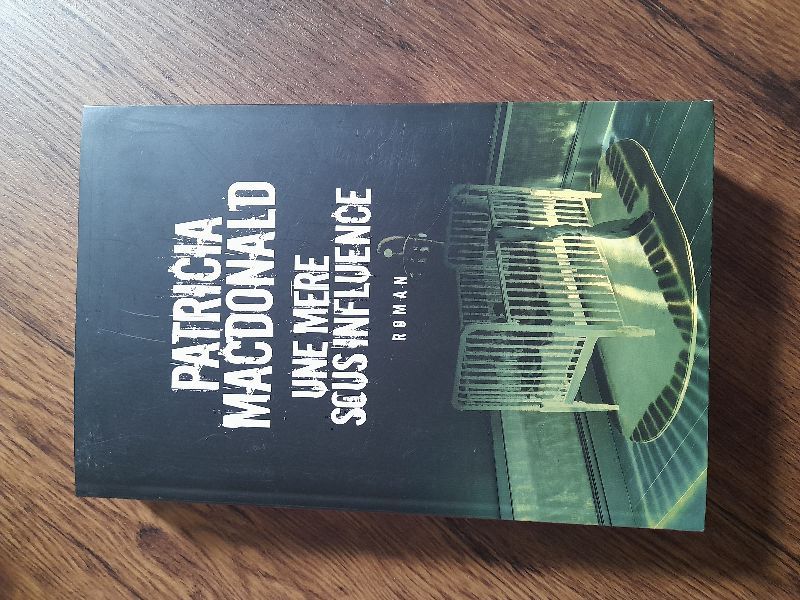 PATRICIA
MACDONALD
UNE MERE
SOUS INFLUENCE
ROMAN